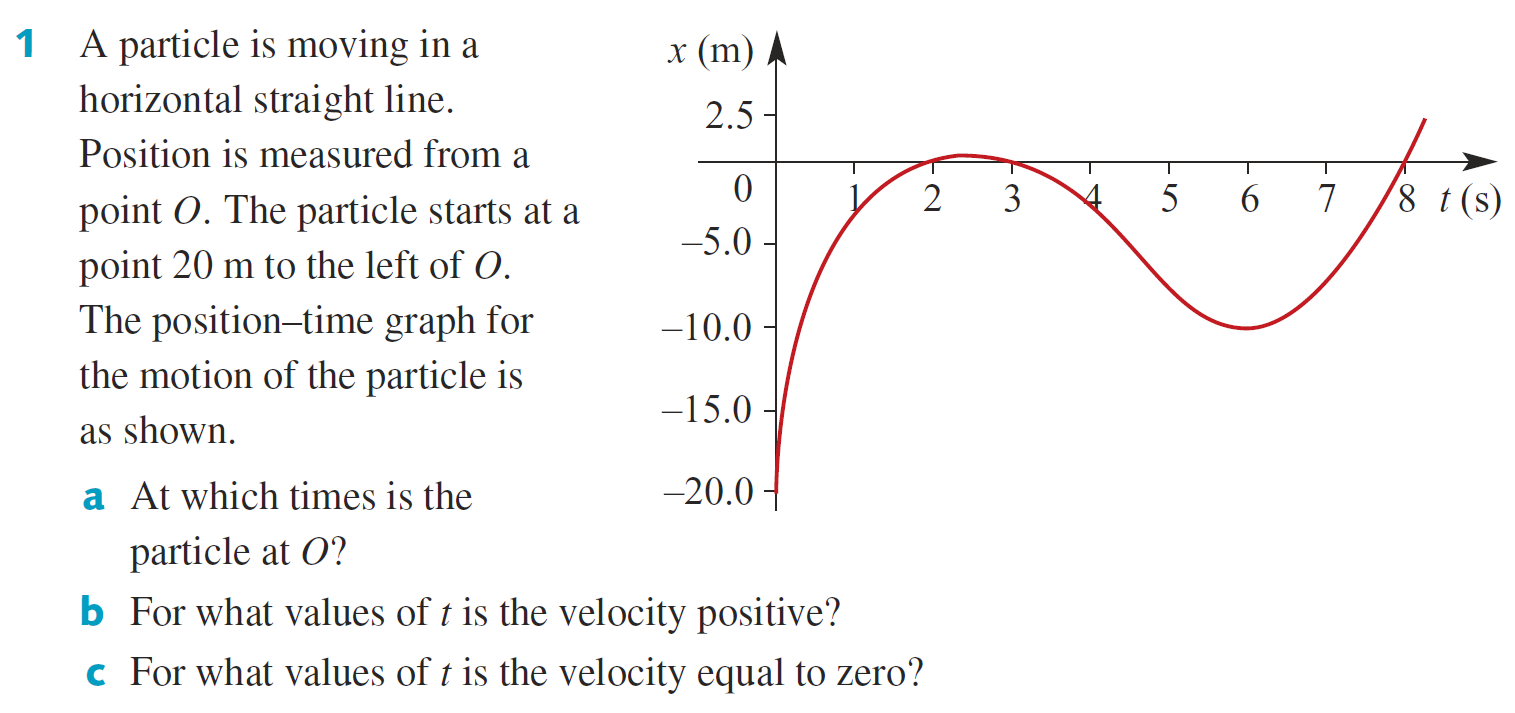 1 A particle is moving in a
horizontal straight line.
Position is measured from a
point O. The particle starts at a
point 20 m to the left of O.
The position–time graph for
the motion of the particle is
as shown.
a At which times is the
particle at O?
b For what values of t is the velocity positive?
c For what values of t is the velocity equal to zero?
x (m)
2.5
0
1 2 3 4 5 6 7 8 t (s)
–5.0
–10.0
–15.0
–20.0